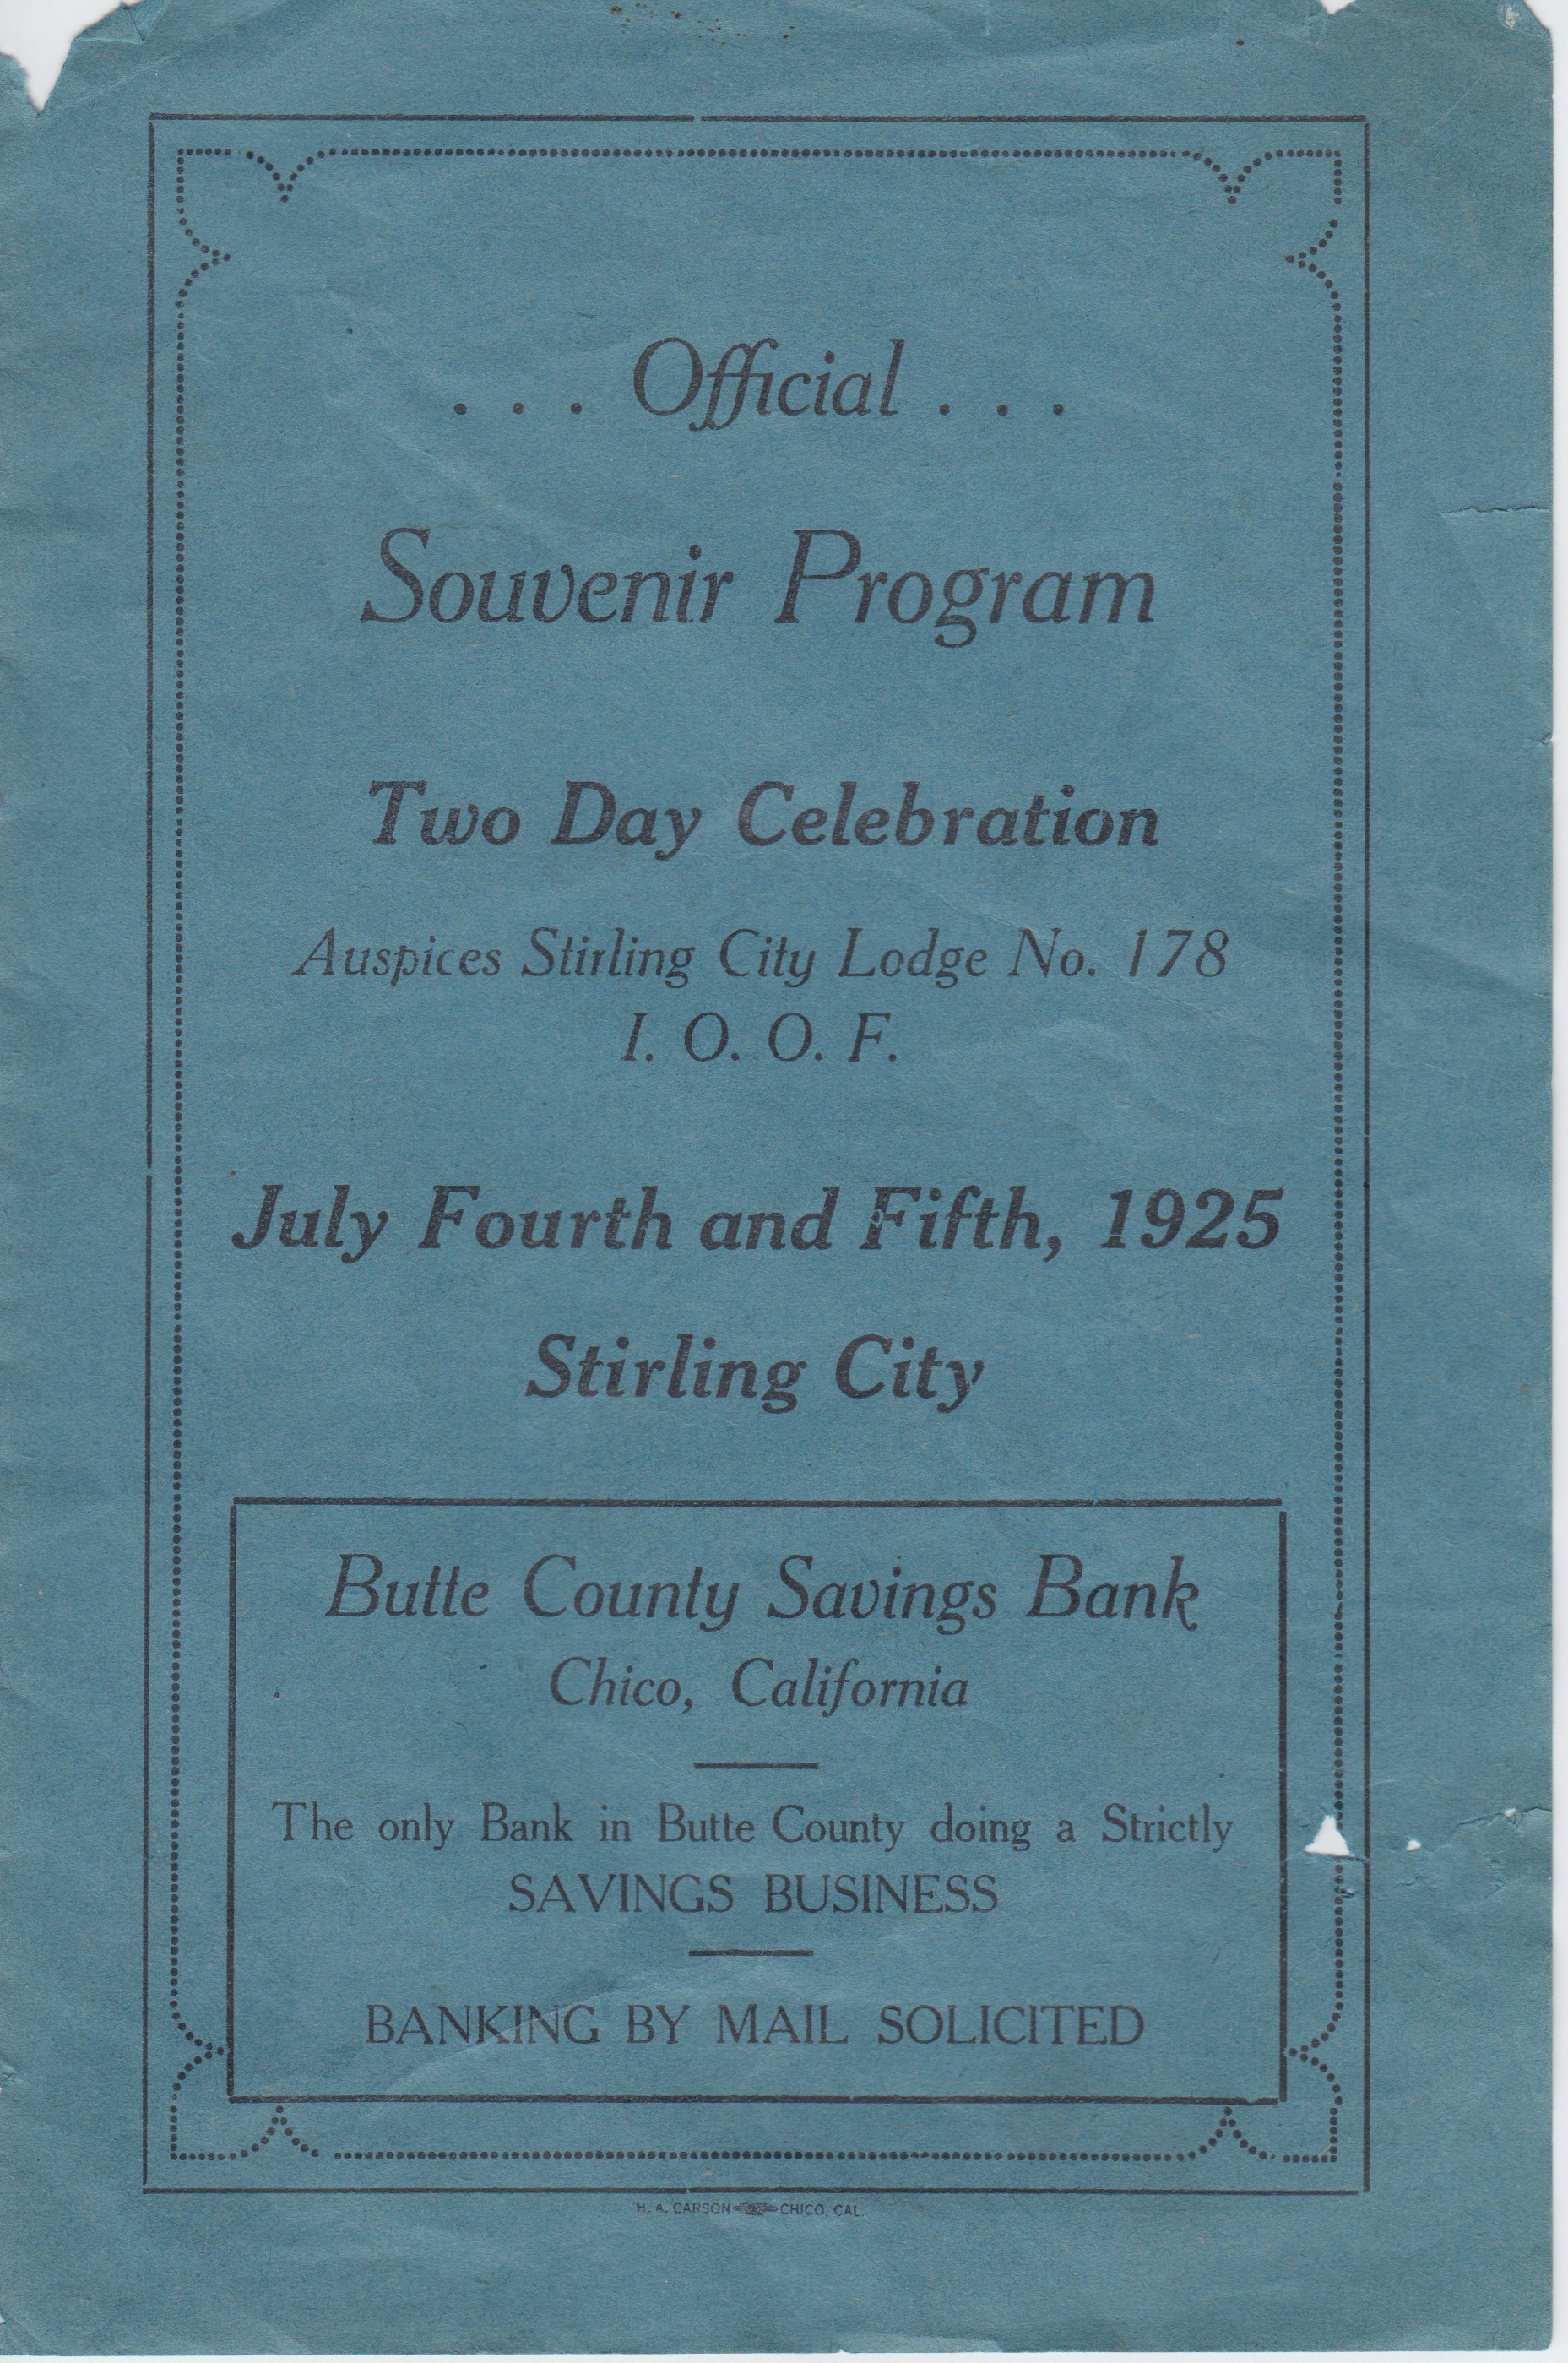 . . . Official . . .
Souvenir Program
Two Day Celebration
Auspices Stirling City Lodge No. 178
I. O. O. F.
July Fourth and Fifth, 1925
Stirling City
Butte County Savings Bank
Chico, California
The only Bank in Butte County doing a Strictly
SAVINGS BUSINESS
BANKING BY MAIL SOLICITED
H. A. CARSON CHICO, CAL.